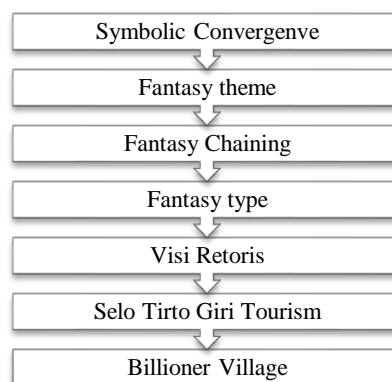 Symbolic Convergenve
Fantasy theme
Fantasy Chaining
Fantasy type
Visi Retoris
Selo Tirto Giri Tourism
Billioner Village